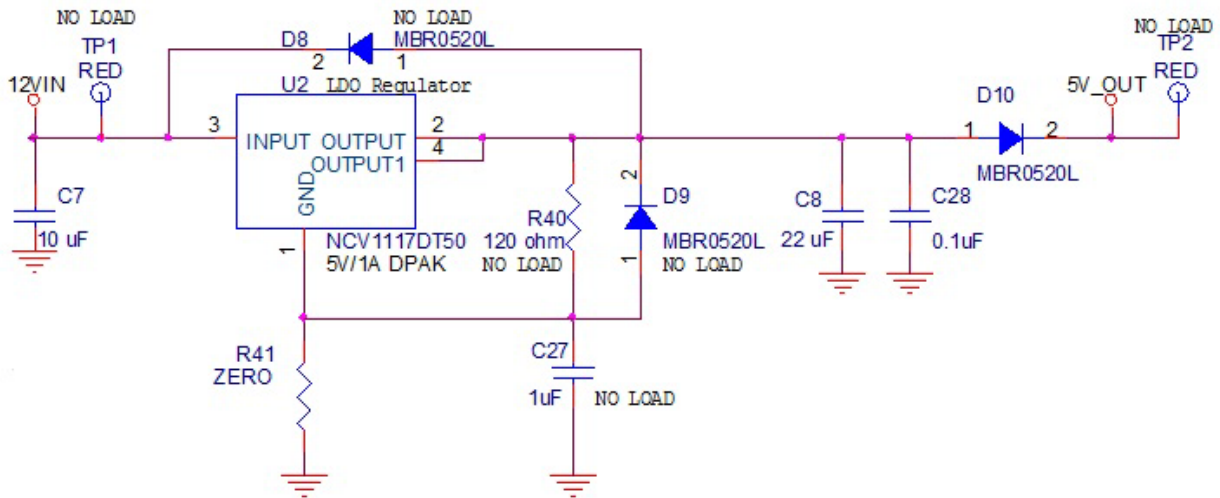 NO LOAD
TP1
RED
12VIN
D8
NO LOAD
MBR0520L
2
1
U2
LDO Regulator
3
INPUT
OUTPUT
2
OUTPUT1
4
GND
1
NCV1117DT50
5V/1A DPAK
C7
10 uF
R40
120 ohm
NO LOAD
2
D9
MBR0520L
1
NO LOAD
C8
22 uF
C28
0.1uF
D10
1
2
MBR0520L
5V_OUT
NO LOAD
TP2
RED
R41
ZERO
C27
1uF
NO LOAD